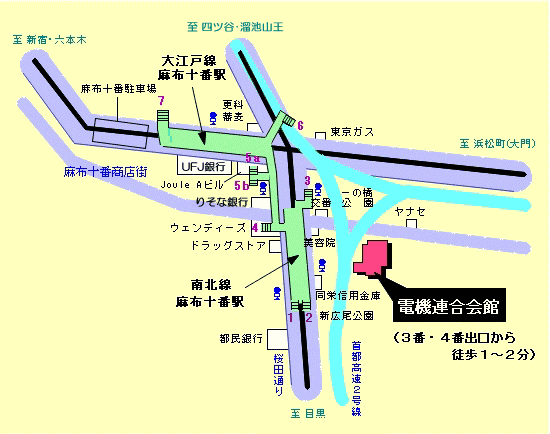 至 四ツ谷・溜池山王
至 新宿・六本木
大江戸線
麻布十番駅
麻布十番駐車場
7
更科
蕎麦
6
東京ガス
至 浜松町(大門)
UFJ銀行
5a
麻布十番商店街
Joule Aビル
5b
3
りそな銀行
一の橋
公園
交番
ヤナセ
ウェンディーズ
4
美容院
ドラッグストア
南北線
麻布十番駅
同栄信用金庫
電機連合会館
1
2
新広尾公園
(3番・4番出口から
徒歩1〜2分)
都民銀行
桜田通り
首都高速2号線
至 目黒